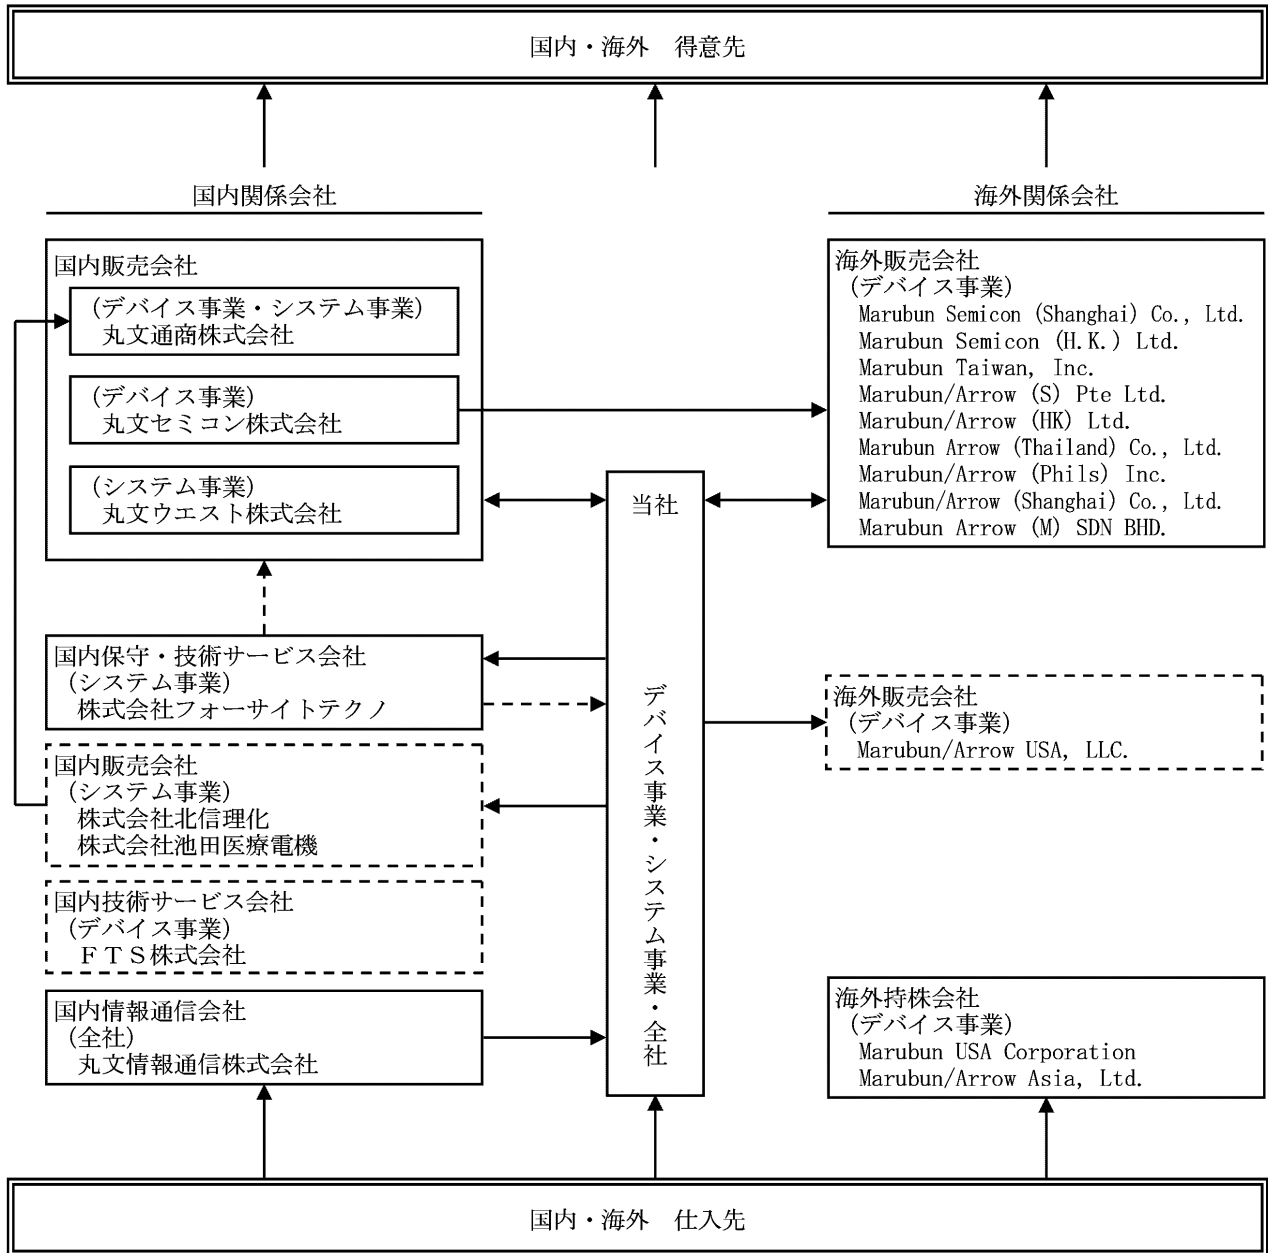 国内・海外　得意先
国内関係会社
国内販売会社
(デバイス事業・システム事業)
丸文通商株式会社
(デバイス事業)
丸文セミコン株式会社
(システム事業)
丸文ウエスト株式会社
国内保守・技術サービス会社
(システム事業)
株式会社フォーサイトテクノ
国内販売会社
(システム事業)
株式会社北信理化
株式会社池田医療電機
国内技術サービス会社
(デバイス事業)
ＦＴＳ株式会社
国内情報通信会社
(全社)
丸文情報通信株式会社
当社
デバイス事業・システム事業・全社
海外関係会社
海外販売会社
(デバイス事業)
Marubun Semicon (Shanghai) Co., Ltd.
Marubun Semicon (H.K.) Ltd.
Marubun Taiwan, Inc.
Marubun/Arrow (S) Pte Ltd.
Marubun/Arrow (HK) Ltd.
Marubun Arrow (Thailand) Co., Ltd.
Marubun/Arrow (Phils) Inc.
Marubun/Arrow (Shanghai) Co., Ltd.
Marubun Arrow (M) SDN BHD.
海外販売会社
(デバイス事業)
Marubun/Arrow USA, LLC.
海外持株会社
(デバイス事業)
Marubun USA Corporation
Marubun/Arrow Asia, Ltd.
国内・海外　仕入先